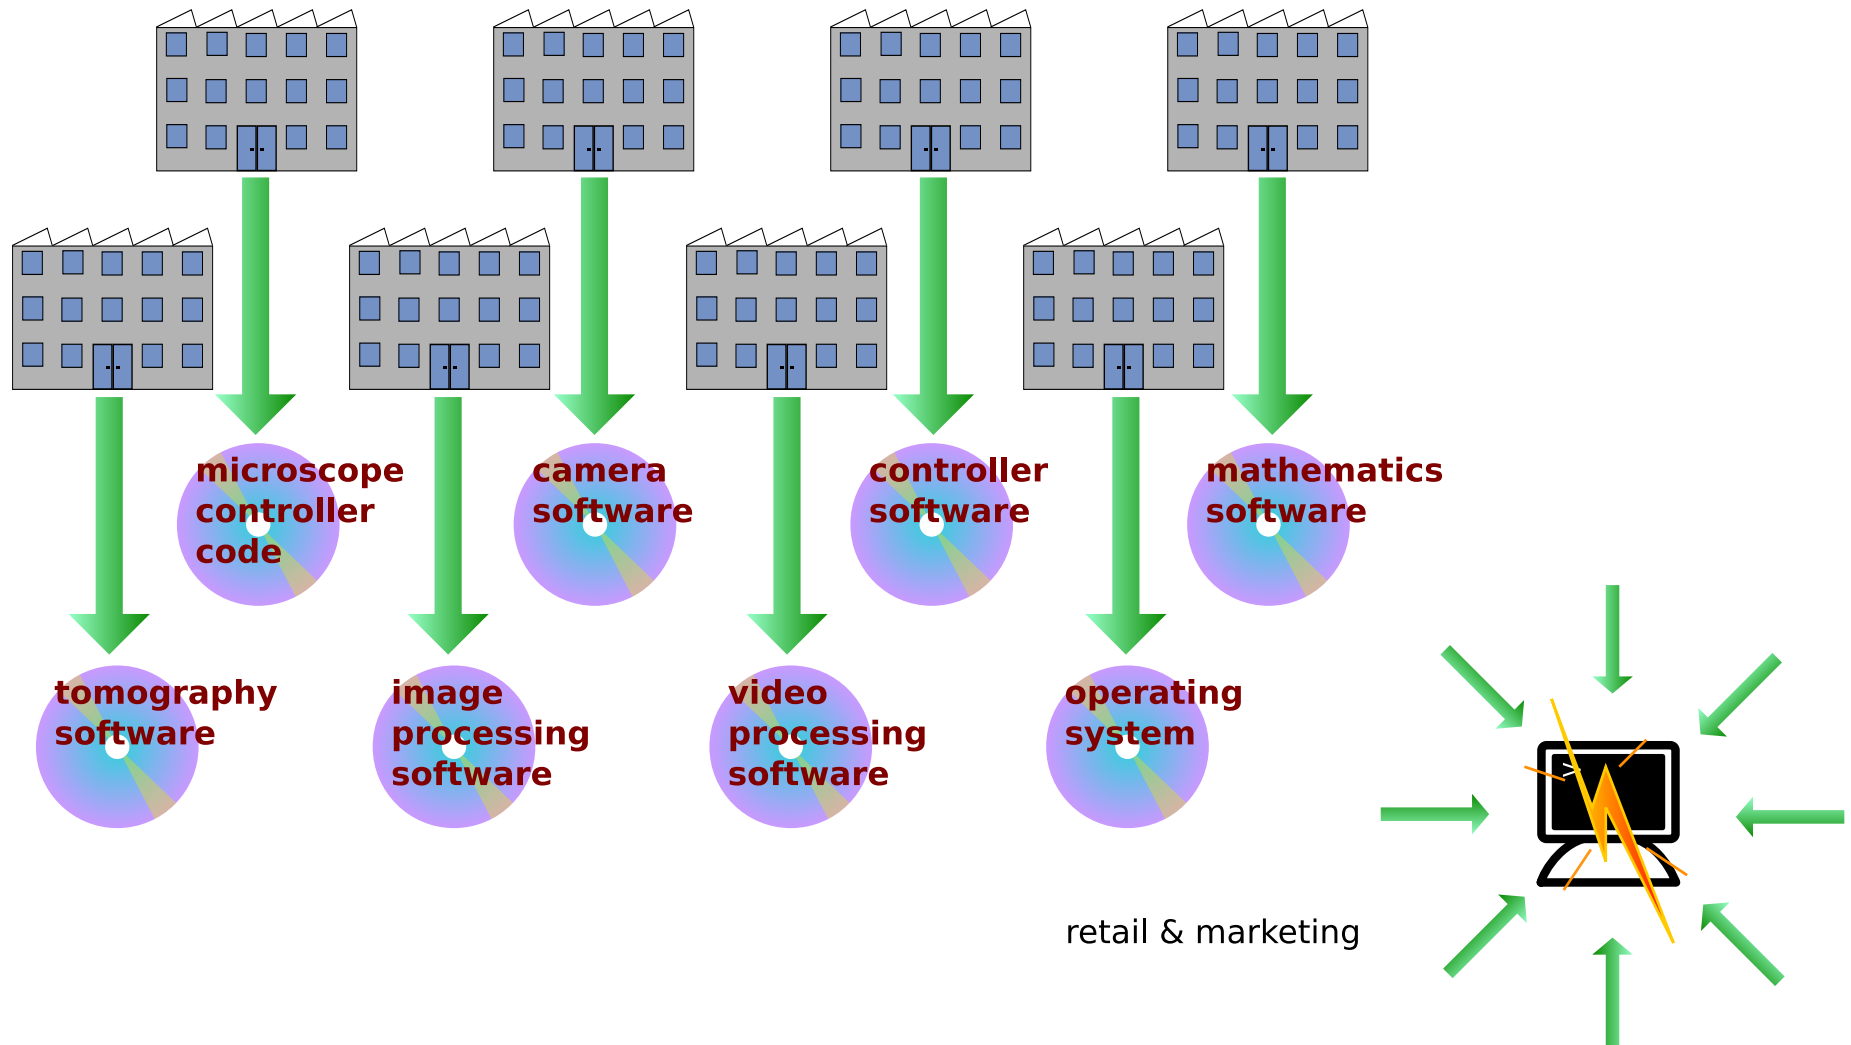 microscope
controller
code
camera
software
controller
software
mathematics
software
tomography
software
image
processing
software
video
processing
software
operating
system
>
retail & marketing